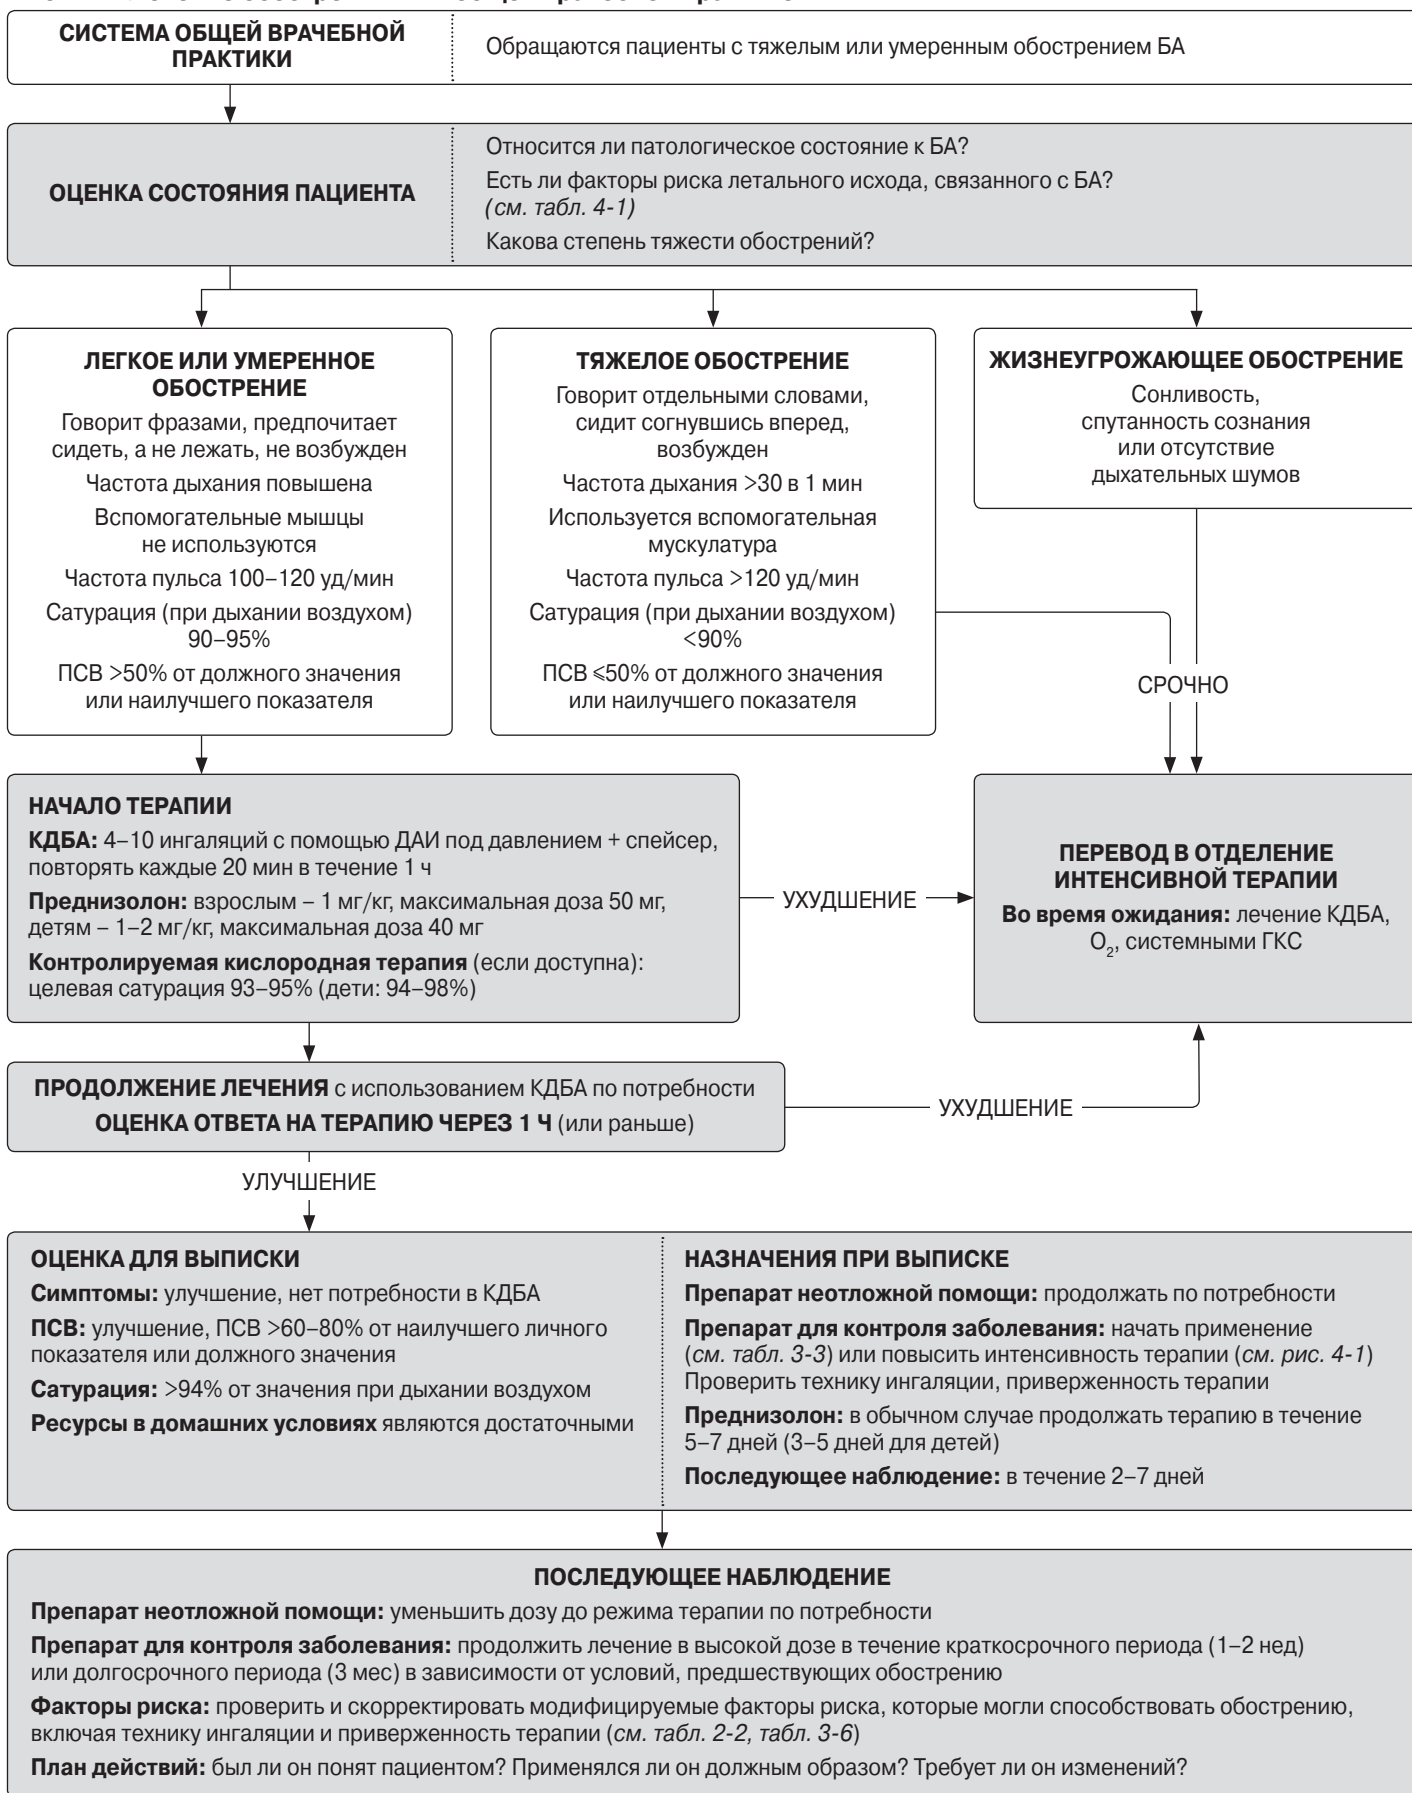 СИСТЕМА ОБЩЕЙ ВРАЧЕБНОЙ
ПРАКТИКИ
Обращаются пациенты с тяжелым или умеренным обострением БА
ОЦЕНКА СОСТОЯНИЯ ПАЦИЕНТА
Относится ли патологическое состояние к БА?
Есть ли факторы риска летального исхода, связанного с БА?
(см. табл. 4-1)
Какова степень тяжести обострений?
ЛЕГКОЕ ИЛИ УМЕРЕННОЕ
ОБОСТРЕНИЕ
Говорит фразами, предпочитает
сидеть, а не лежать, не возбужден
Частота дыхания повышена
Вспомогательные мышцы
не используются
Частота пульса 100–120 уд/мин
Сатурация (при дыхании воздухом)
90–95%
ПСВ >50% от должного значения
или наилучшего показателя
ТЯЖЕЛОЕ ОБОСТРЕНИЕ
Говорит отдельными словами,
сидит согнувшись вперед,
возбужден
Частота дыхания >30 в 1 мин
Используется вспомогательная
мускулатура
Частота пульса >120 уд/мин
Сатурация (при дыхании воздухом)
<90%
ПСВ ⩽50% от должного значения
или наилучшего показателя
ЖИЗНЕУГРОЖАЮЩЕЕ ОБОСТРЕНИЕ
Сонливость,
спутанность сознания
или отсутствие
дыхательных шумов
СРОЧНО
НАЧАЛО ТЕРАПИИ
КДБА: 4–10 ингаляций с помощью ДАИ под давлением + спейсер,
повторять каждые 20 мин в течение 1 ч
Преднизолон: взрослым – 1 мг/кг, максимальная доза 50 мг,
детям – 1–2 мг/кг, максимальная доза 40 мг
Контролируемая кислородная терапия (если доступна):
целевая сатурация 93–95% (дети: 94–98%)
УХУДШЕНИЕ
ПЕРЕВОД В ОТДЕЛЕНИЕ
ИНТЕНСИВНОЙ ТЕРАПИИ
Во время ожидания: лечение КДБА,
O₂, системными ГКС
ПРОДОЛЖЕНИЕ ЛЕЧЕНИЯ с использованием КДБА по потребности
ОЦЕНКА ОТВЕТА НА ТЕРАПИЮ ЧЕРЕЗ 1 Ч (или раньше)
УХУДШЕНИЕ
УЛУЧШЕНИЕ
ОЦЕНКА ДЛЯ ВЫПИСКИ
Симптомы: улучшение, нет потребности в КДБА
ПСВ: улучшение, ПСВ >60–80% от наилучшего личного
показателя или должного значения
Сатурация: >94% от значения при дыхании воздухом
Ресурсы в домашних условиях являются достаточными
НАЗНАЧЕНИЯ ПРИ ВЫПИСКЕ
Препарат неотложной помощи: продолжать по потребности
Препарат для контроля заболевания: начать применение
(см. табл. 3-3) или повысить интенсивность терапии (см. рис. 4-1)
Проверить технику ингаляции, приверженность терапии
Преднизолон: в обычном случае продолжать терапию в течение
5–7 дней (3–5 дней для детей)
Последующее наблюдение: в течение 2–7 дней
ПОСЛЕДУЮЩЕЕ НАБЛЮДЕНИЕ
Препарат неотложной помощи: уменьшить дозу до режима терапии по потребности
Препарат для контроля заболевания: продолжить лечение в высокой дозе в течение краткосрочного периода (1–2 нед)
или долгосрочного периода (3 мес) в зависимости от условий, предшествующих обострению
Факторы риска: проверить и скорректировать модифицируемые факторы риска, которые могли способствовать обострению,
включая технику ингаляции и приверженность терапии (см. табл. 2-2, табл. 3-6)
План действий: был ли он понят пациентом? Применялся ли он должным образом? Требует ли он изменений?